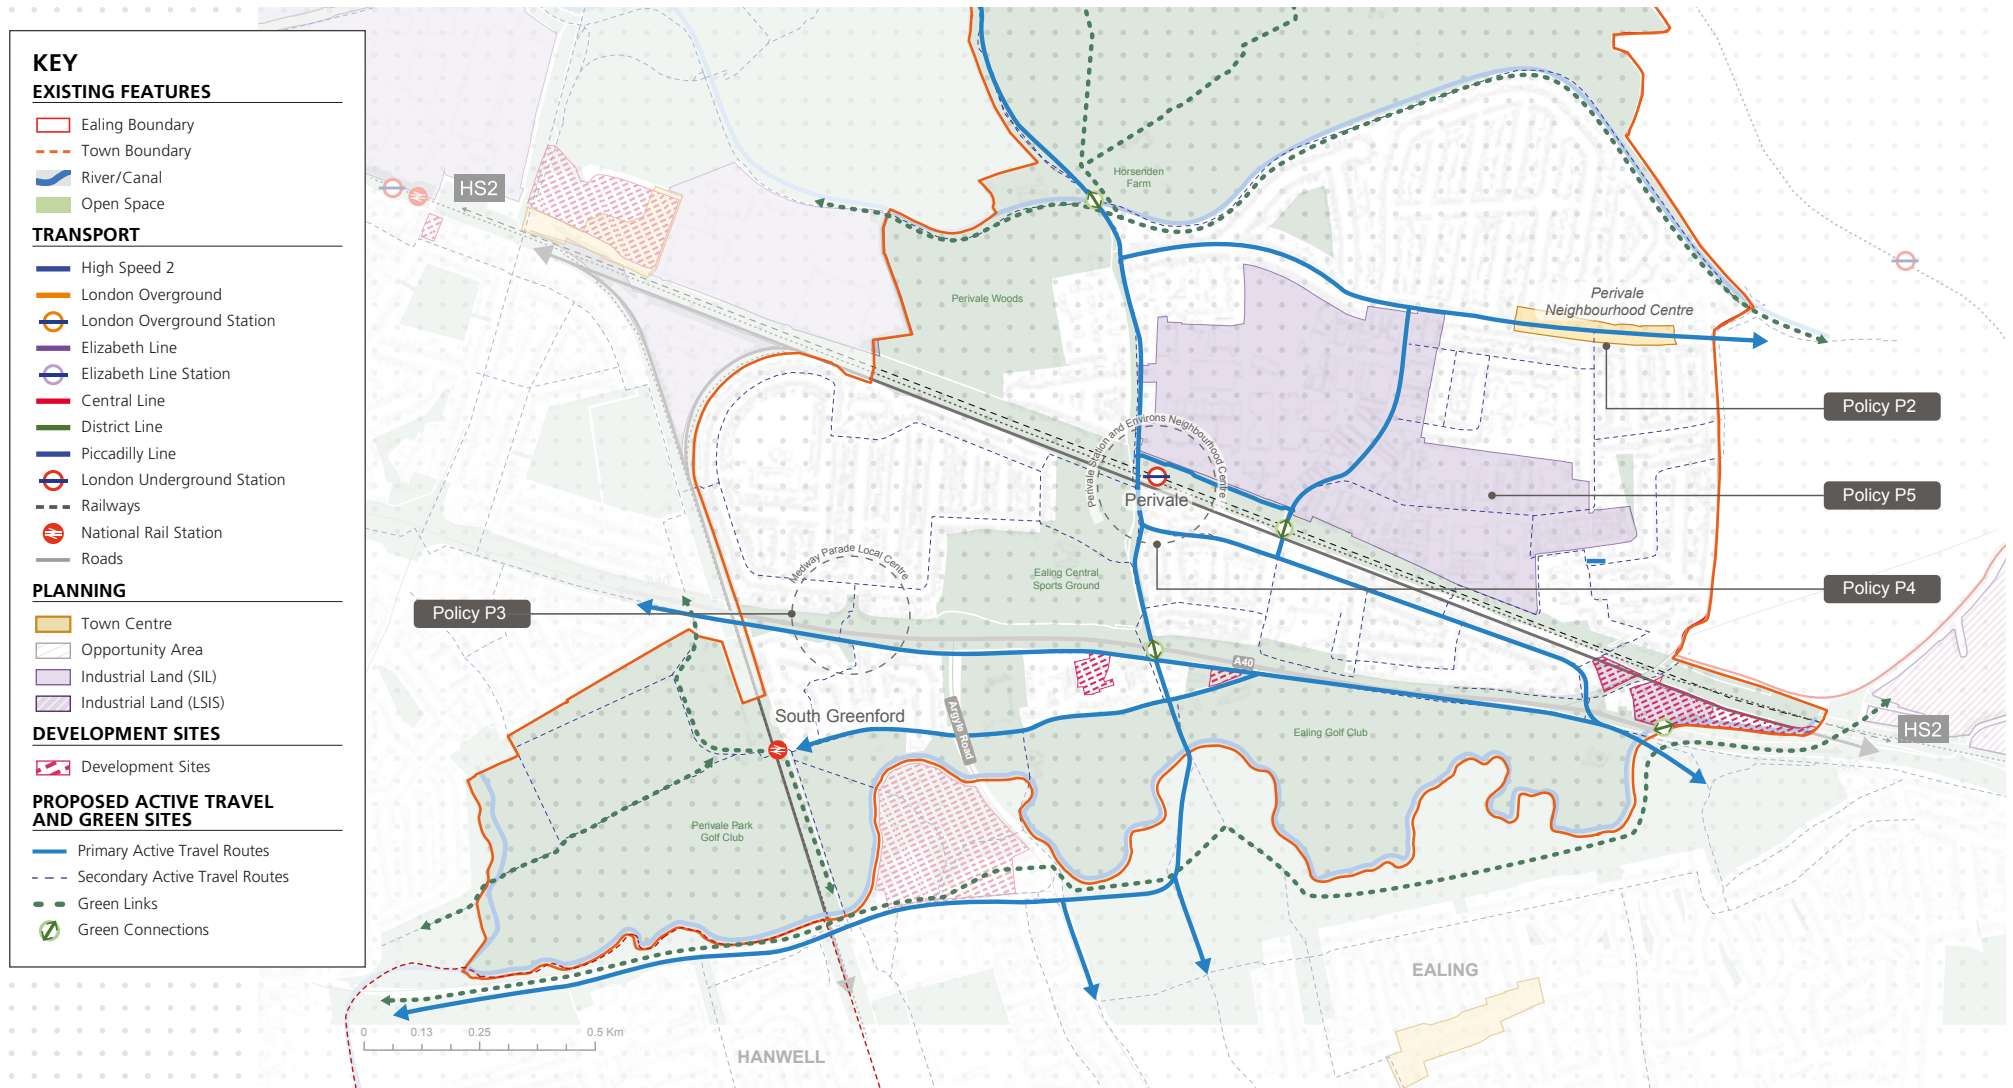 KEY
EXISTING FEATURES
Ealing Boundary
Town Boundary
River/Canal
Open Space
TRANSPORT
High Speed 2
London Overground
London Overground Station
Elizabeth Line
Elizabeth Line Station
Central Line
District Line
Piccadilly Line
London Underground Station
Railways
National Rail Station
Roads
PLANNING
Town Centre
Opportunity Area
Industrial Land (SIL)
Industrial Land (LSIS)
DEVELOPMENT SITES
Development Sites
PROPOSED ACTIVE TRAVEL
AND GREEN SITES
Primary Active Travel Routes
Secondary Active Travel Routes
Green Links
Green Connections
HS2
Horsenden
Farm
Perivale Woods
Perivale
Neighbourhood Centre
Policy P2
Perivale Station and Environs Neighbourhood Centre
Perivale
Policy P5
Medway Parade Local Centre
Ealing Central
Sports Ground
Policy P4
Policy P3
A40
South Greenford
Argyle Road
Ealing Golf Club
HS2
Perivale Park
Golf Club
EALING
HANWELL
0 0.13 0.25 0.5 Km